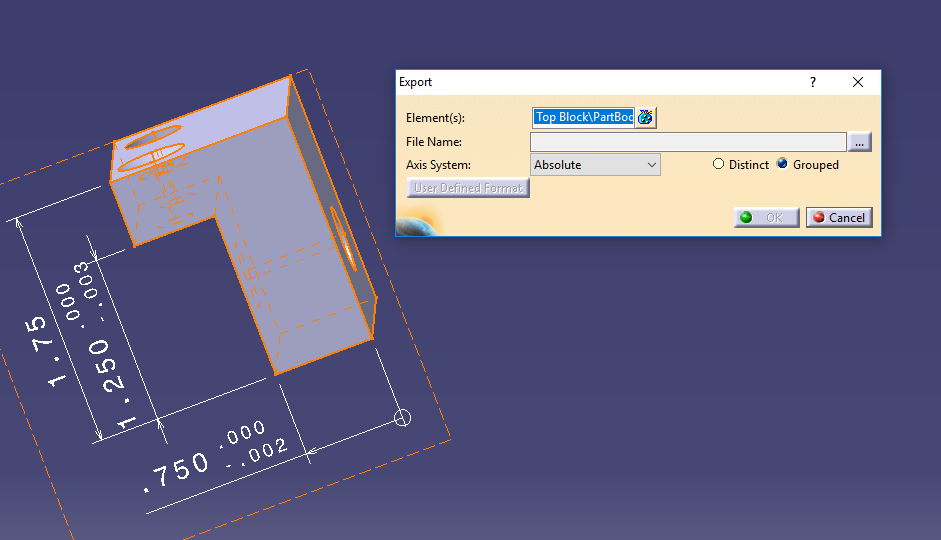 Export
?
Element(s):
Top Block\PartBod
File Name:
...
Axis System:
Absolute
Distinct
Grouped
User Defined Format
OK
Cancel
1.75
1.250 .000
-.003
.750 .000
-.002